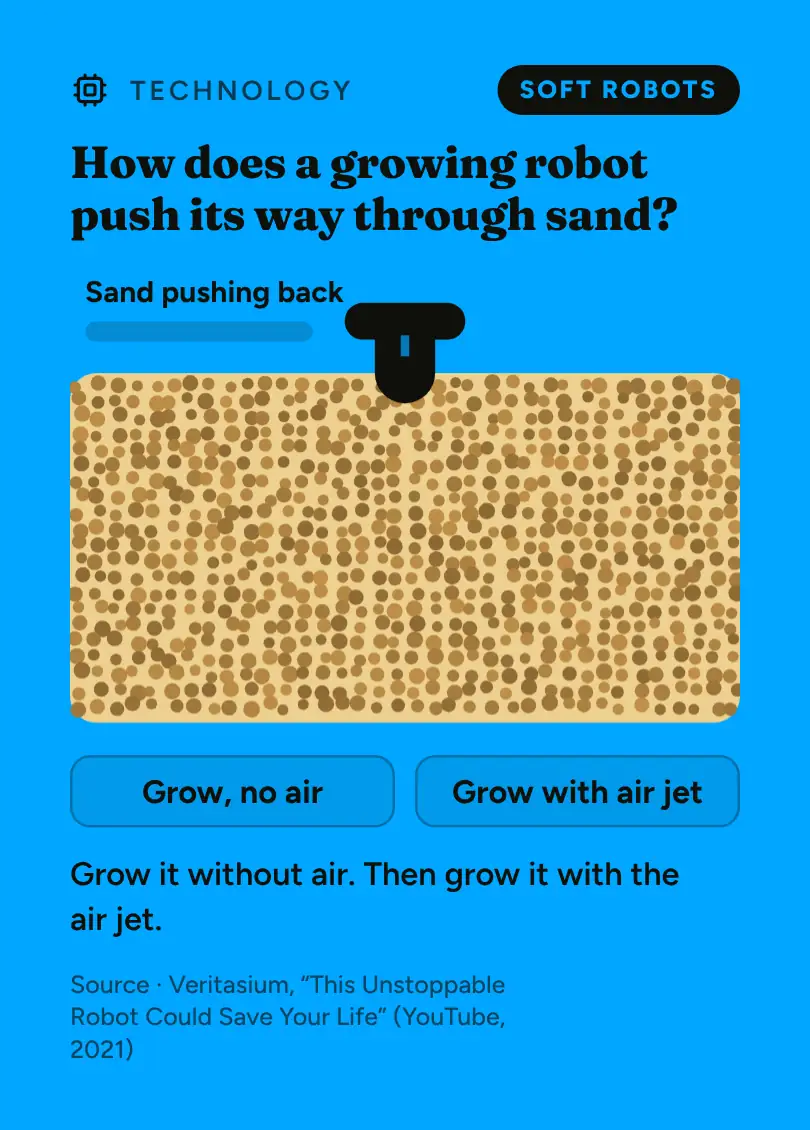 TECHNOLOGY
SOFT ROBOTS
How does a growing robot
push its way through sand?
Sand pushing back
Grow, no air
Grow with air jet
Grow it without air. Then grow it with the
air jet.
Source · Veritasium, “This Unstoppable
Robot Could Save Your Life” (YouTube,
2021)